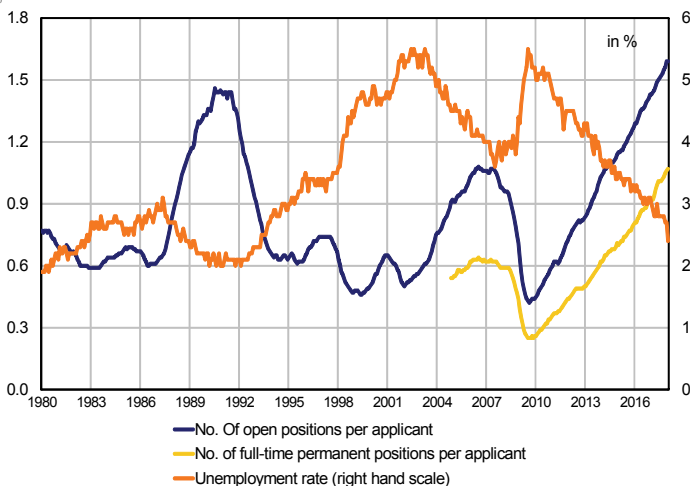 1.8
1.5
1.2
0.9
0.6
0.3
0.0
6
5
4
3
2
1
0
in %
1980 1983 1986 1989 1992 1995 1998 2001 2004 2007 2010 2013 2016
No. Of open positions per applicant
No. of full-time permanent positions per applicant
Unemployment rate (right hand scale)